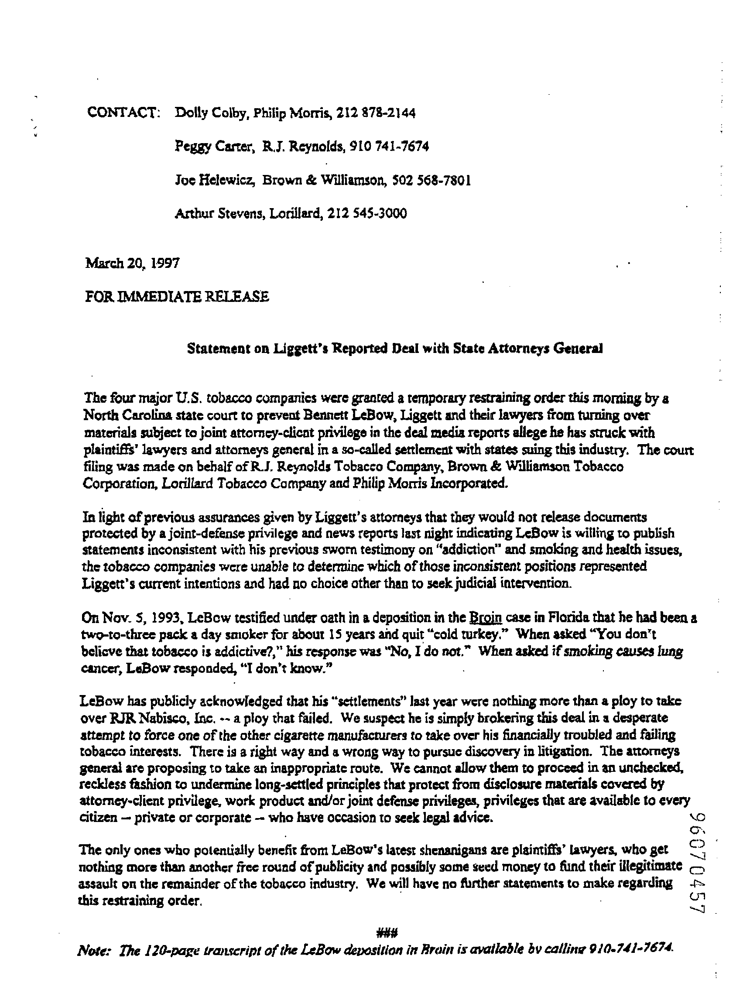 CONTACT: Dolly Colby, Philip Morris, 212 878-2144
Peggy Carter, R.J. Reynolds, 910 741-7674
Joe Helewicz, Brown & Williamson, 502 568-7801
Arthur Stevens, Lorillard, 212 545-3000
March 20, 1997
FOR IMMEDIATE RELEASE
Statement on Liggett's Reported Deal with State Attorneys General
The four major U.S. tobacco companies were granted a temporary restraining order this morning by a
North Carolina state court to prevent Bennett LeBow, Liggett and their lawyers from turning over
materials subject to joint attorney-client privilege in the deal media reports allege he has struck with
plaintiffs' lawyers and attorneys general in a so-called settlement with states suing this industry. The court
filing was made on behalf of R.J. Reynolds Tobacco Company, Brown & Williamson Tobacco
Corporation, Lorillard Tobacco Company and Philip Morris Incorporated.
In light of previous assurances given by Liggett's attorneys that they would not release documents
protected by a joint-defense privilege and news reports last night indicating LeBow is willing to publish
statements inconsistent with his previous sworn testimony on "addiction" and smoking and health issues,
the tobacco companies were unable to determine which of those inconsistent positions represented
Liggett's current intentions and had no choice other than to seek judicial intervention.
On Nov. 5, 1993, LeBow testified under oath in a deposition in the Broin case in Florida that he had been a
two-to-three pack a day smoker for about 15 years and quit "cold turkey." When asked "You don't
believe that tobacco is addictive?," his response was "No, I do not." When asked if smoking causes lung
cancer, LeBow responded, "I don't know."
LeBow has publicly acknowledged that his "settlements" last year were nothing more than a ploy to take
over RJR Nabisco, Inc. -- a ploy that failed. We suspect he is simply brokering this deal in a desperate
attempt to force one of the other cigarette manufacturers to take over his financially troubled and failing
tobacco interests. There is a right way and a wrong way to pursue discovery in litigation. The attorneys
general are proposing to take an inappropriate route. We cannot allow them to proceed in an unchecked,
reckless fashion to undermine long-settled principles that protect from disclosure materials covered by
attorney-client privilege, work product and/or joint defense privileges, privileges that are available to every
citizen -- private or corporate -- who have occasion to seek legal advice.
The only ones who potentially benefit from LeBow's latest shenanigans are plaintiffs' lawyers, who get
nothing more than another free round of publicity and possibly some seed money to fund their illegitimate
assault on the remainder of the tobacco industry. We will have no further statements to make regarding
this restraining order.
96070457
###
Note: The 120-page transcript of the LeBow deposition in Broin is available by calling 910-741-7674.